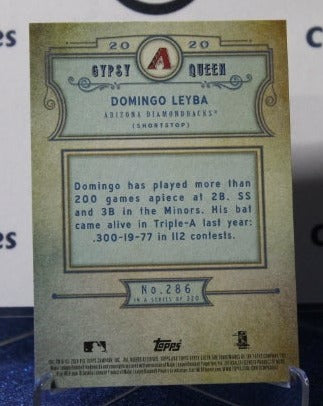 20 20
GYPSY QUEEN
DOMINGO LEYBA
ARIZONA DIAMONDBACKS®
(SHORTSTOP)
Domingo has played more than
200 games apiece at 2B, SS
and 3B in the Minors. His bat
came alive in Triple-A last year:
.300-19-77 in 112 contests.
No. 286
IN A SERIES OF 320
Topps